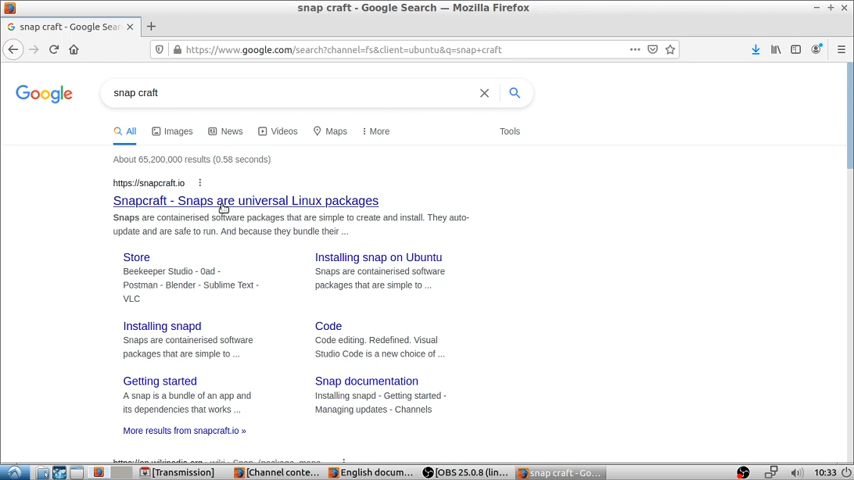 snap craft - Google Search — Mozilla Firefox
snap craft - Google Sear
https://www.google.com/search?channel=fs&client=ubuntu&q=snap+craft
Google
snap craft
All
Images
News
Videos
Maps
More
Tools
About 65,200,000 results (0.58 seconds)
https://snapcraft.io
Snapcraft - Snaps are universal Linux packages
Snaps are containerised software packages that are simple to create and install. They auto-
update and are safe to run. And because they bundle their ...
Store
Beekeeper Studio - 0ad -
Postman - Blender - Sublime Text -
VLC
Installing snap on Ubuntu
Snaps are containerised software
packages that are simple to ...
Installing snapd
Snaps are containerised software
packages that are simple to ...
Code
Code editing. Redefined. Visual
Studio Code is a new choice of ...
Getting started
A snap is a bundle of an app and
its dependencies that works ...
Snap documentation
Installing snapd - Getting started -
Managing updates - Channels
More results from snapcraft.io »
[Transmission]
[Channel conte...
English docum...
[OBS 25.0.8 (lin...
snap craft - Go...
10:33